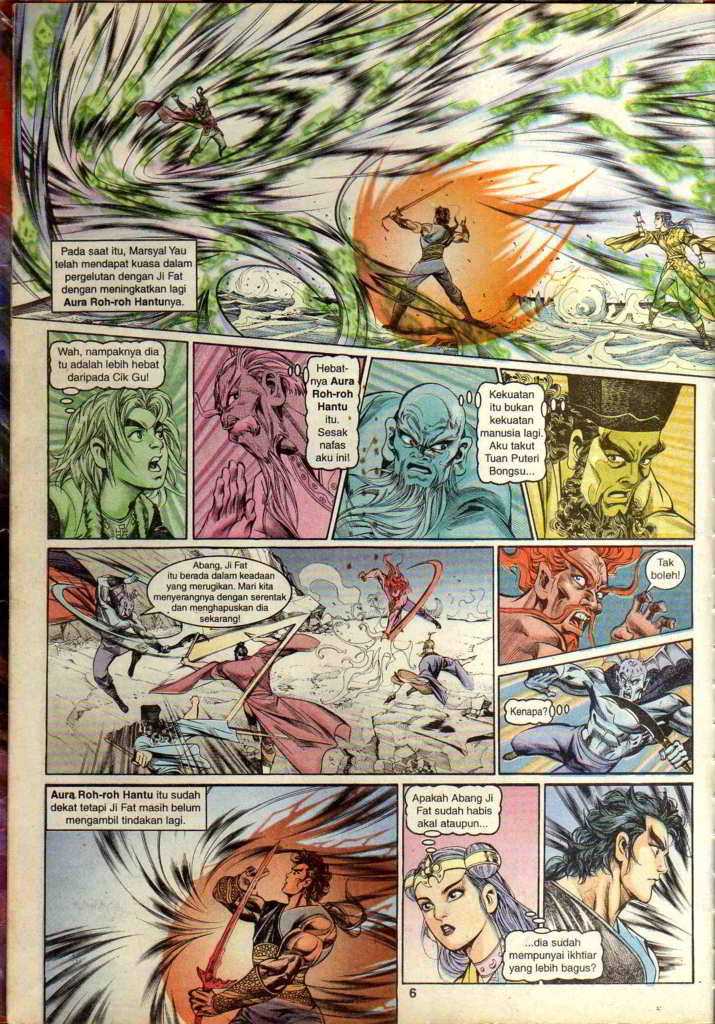 Pada saat itu, Marsyal Yau
telah mendapat kuasa dalam
pergelutan dengan Ji Fat
dengan meningkatkan lagi
Aura Roh-roh Hantunya.
Wah, nampaknya dia
tu adalah lebih hebat
daripada Cik Gu!
Hebat-
nya Aura
Roh-roh
Hantu
itu.
Sesak
nafas
aku ini!
Kekuatan
itu bukan
kekuatan
manusia lagi.
Aku takut
Tuan Puteri
Bongsu...
Abang, Ji Fat
itu berada dalam keadaan
yang merugikan. Mari kita
menyerangnya dengan serentak
dan menghapuskan dia
sekarang!
Tak
boleh!
Kenapa?
Aura Roh-roh Hantu itu sudah
dekat tetapi Ji Fat masih belum
mengambil tindakan lagi.
Apakah Abang Ji
Fat sudah habis
akal ataupun...
...dia sudah
mempunyai ikhtiar
yang lebih bagus?
6